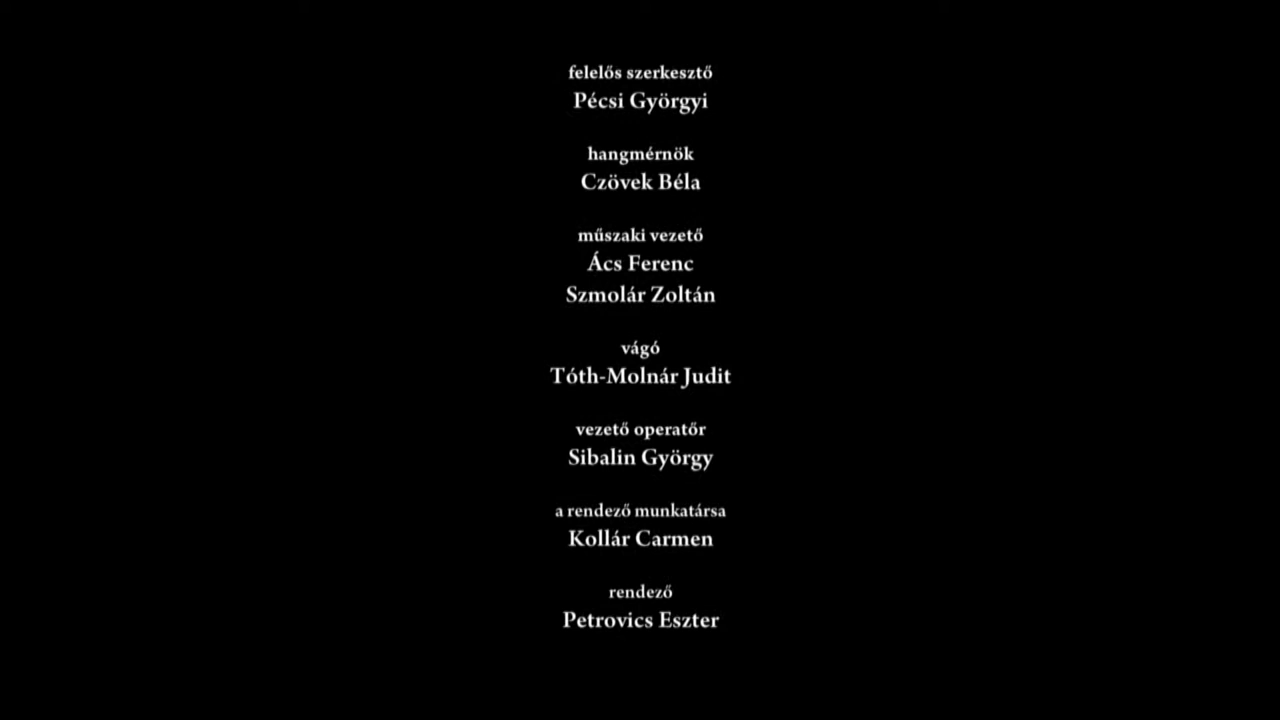 felelős szerkesztő
Pécsi Györgyi
hangmérnök
Czövek Béla
műszaki vezető
Ács Ferenc
Szmolár Zoltán
vágó
Tóth-Molnár Judit
vezető operatőr
Sibalin György
a rendező munkatársa
Kollár Carmen
rendező
Petrovics Eszter